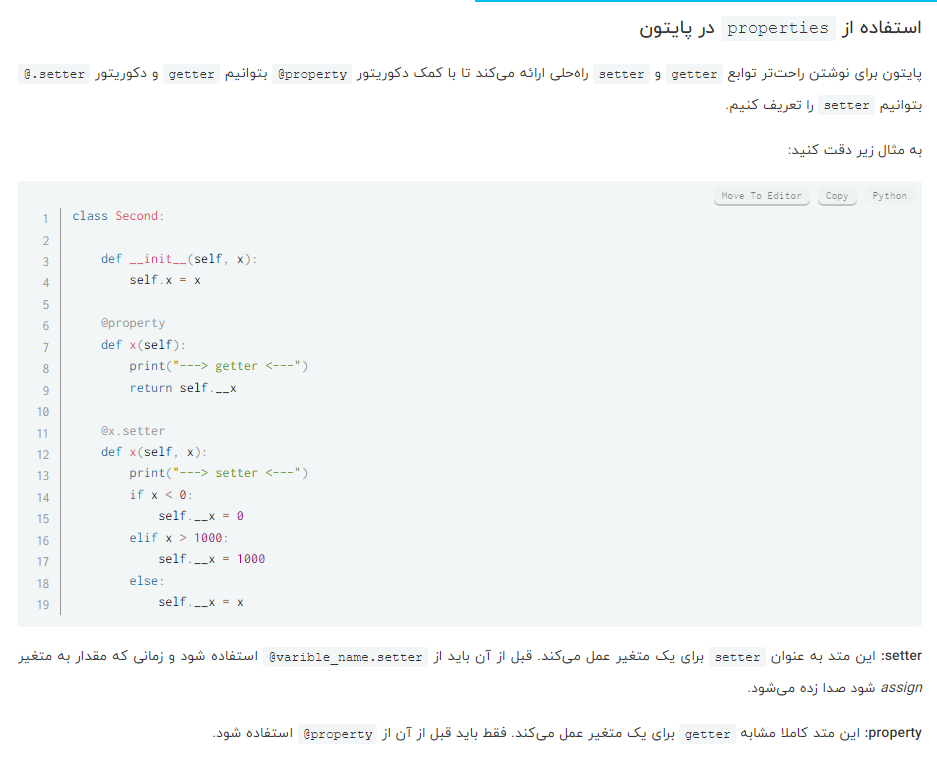 استفاده از properties در پایتون
پایتون برای نوشتن راحت‌تر توابع getter و setter راه‌حلی ارائه می‌کند تا با کمک دکوریتور @property بتوانیم getter و دکوریتور @.setter
بتوانیم setter را تعریف کنیم.
به مثال زیر دقت کنید:
Move To Editor Copy Python
1 class Second:
2
3     def __init__(self, x):
4         self.x = x
5
6     @property
7     def x(self):
8         print("---> getter <---")
9         return self.__x
10
11     @x.setter
12     def x(self, x):
13         print("---> setter <---")
14         if x < 0:
15             self.__x = 0
16         elif x > 1000:
17             self.__x = 1000
18         else:
19             self.__x = x
setter: این متد به عنوان setter برای یک متغیر عمل می‌کند. قبل از آن باید از @varible_name.setter استفاده شود و زمانی که مقدار به متغیر
assign شود صدا زده می‌شود.
property: این متد کاملا مشابه getter برای یک متغیر عمل می‌کند. فقط باید قبل از آن از @property استفاده شود.